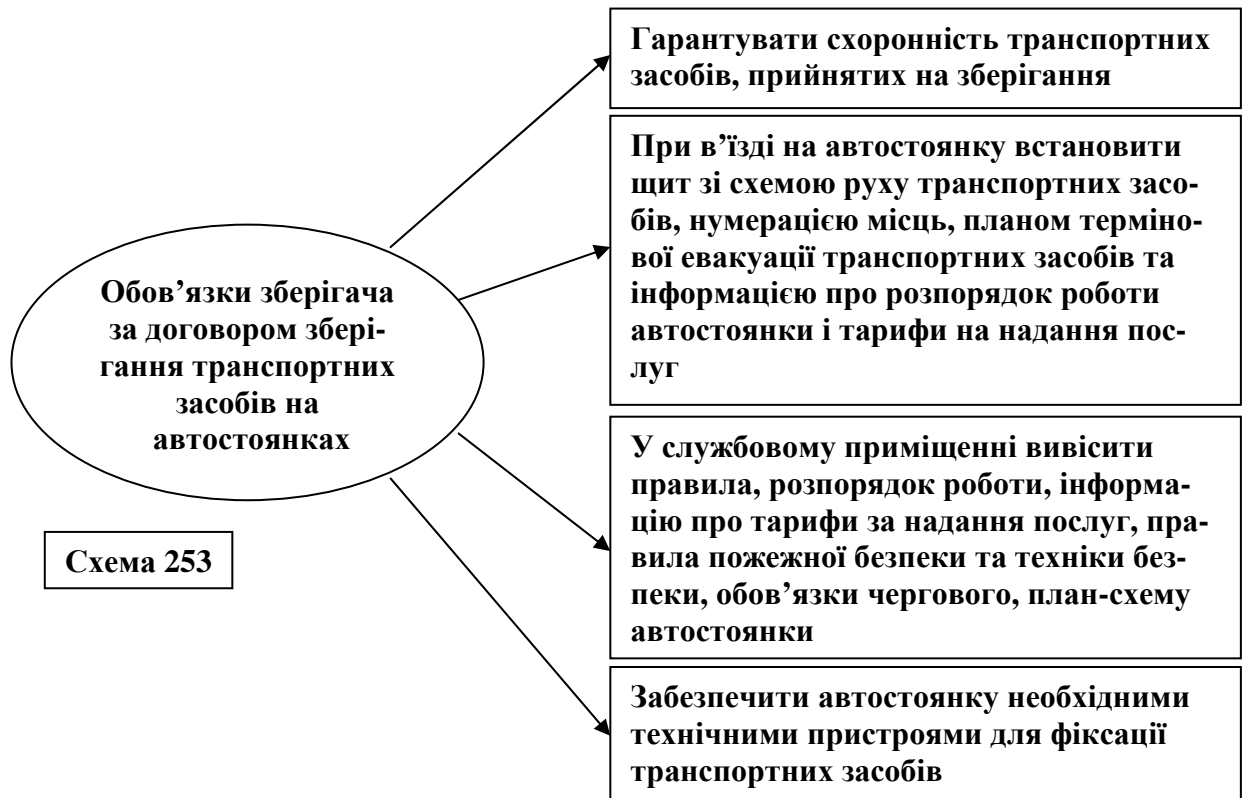 Гарантувати схоронність транспортних
засобів, прийнятих на зберігання
При в’їзді на автостоянку встановити
щит зі схемою руху транспортних засо-
бів, нумерацією місць, планом терміно-
вої евакуації транспортних засобів та
інформацією про розпорядок роботи
автостоянки і тарифи на надання пос-
луг
Обов’язки зберігача
за договором збері-
гання транспортних
засобів на
автостоянках
У службовому приміщенні вивісити
правила, розпорядок роботи, інформа-
цію про тарифи за надання послуг, пра-
вила пожежної безпеки та техніки без-
пеки, обов’язки чергового, план-схему
автостоянки
Схема 253
Забезпечити автостоянку необхідними
технічними пристроями для фіксації
транспортних засобів